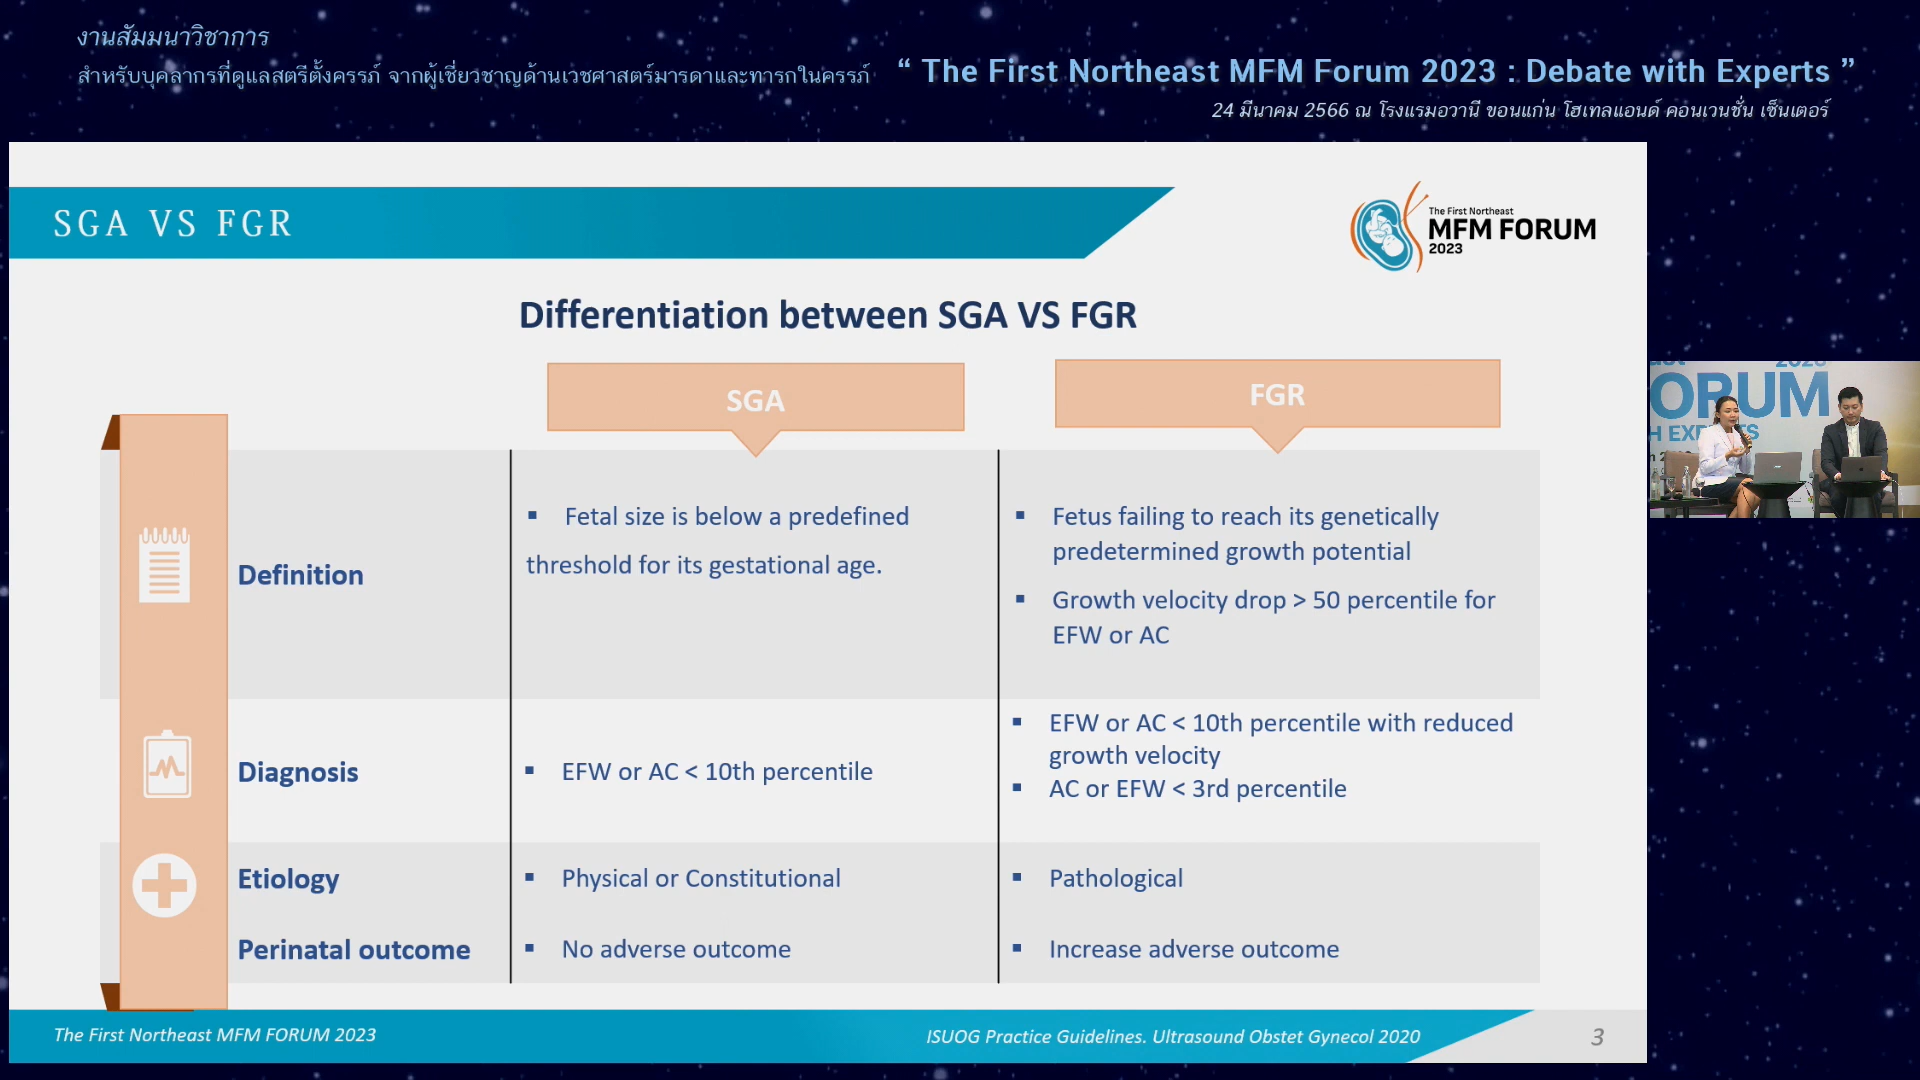 งานสัมมนาวิชาการ
สำหรับบุคลากรที่ดูแลสตรีตั้งครรภ์ จากผู้เชี่ยวชาญด้านเวชศาสตร์มารดาและทารกในครรภ์
“ The First Northeast MFM Forum 2023 : Debate with Experts ”
24 มีนาคม 2566 ณ โรงแรมอวานี ขอนแก่น โฮเทลแอนด์ คอนเวนชั่น เซ็นเตอร์
SGA VS FGR
The First Northeast
MFM FORUM
2023
Differentiation between SGA VS FGR
SGA
FGR
Definition
▪ Fetal size is below a predefined
threshold for its gestational age.
▪ Fetus failing to reach its genetically
predetermined growth potential
▪ Growth velocity drop > 50 percentile for
EFW or AC
Diagnosis
▪ EFW or AC < 10th percentile
▪ EFW or AC < 10th percentile with reduced
growth velocity
▪ AC or EFW < 3rd percentile
Etiology
▪ Physical or Constitutional
▪ Pathological
Perinatal outcome
▪ No adverse outcome
▪ Increase adverse outcome
The First Northeast MFM FORUM 2023
ISUOG Practice Guidelines. Ultrasound Obstet Gynecol 2020
3
ORUM